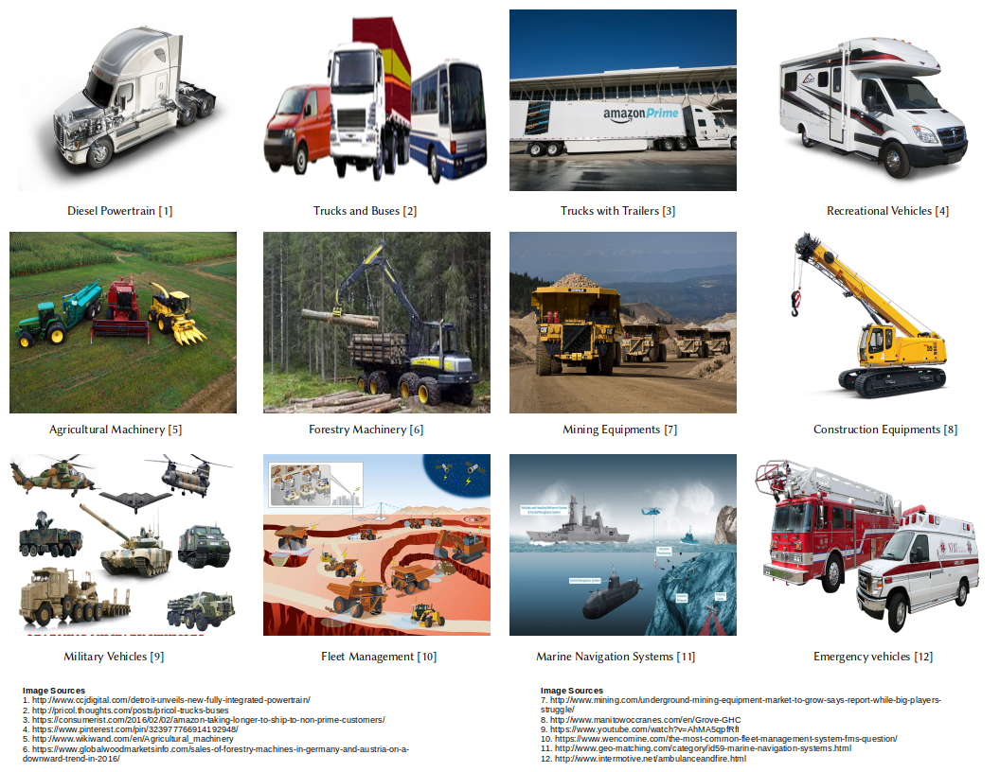 amazonPrime
Diesel Powertrain [1]
Trucks and Buses [2]
Trucks with Trailers [3]
Recreational Vehicles [4]
Agricultural Machinery [5]
Forestry Machinery [6]
Mining Equipments [7]
Construction Equipments [8]
Military Vehicles [9]
Fleet Management [10]
Marine Navigation Systems [11]
Emergency vehicles [12]
Image Sources
1. http://www.ccjdigital.com/detroit-unveils-new-fully-integrated-powertrain/
2. http://pricol.thoughts.com/posts/pricol-trucks-buses
3. https://consumerist.com/2016/02/02/amazon-taking-longer-to-ship-to-non-prime-customers/
4. https://www.pinterest.com/pin/323977766914192948/
5. http://www.wikiwand.com/en/Agricultural_machinery
6. https://www.globalwoodmarketsinfo.com/sales-of-forestry-machines-in-germany-and-austria-on-a-
downward-trend-in-2016/
Image Sources
7. http://www.mining.com/underground-mining-equipment-market-to-grow-says-report-while-big-players-
struggle/
8. http://www.manitowoccranes.com/en/Grove-GHC
9. https://www.youtube.com/watch?v=AhMA5qpfRfI
10. https://www.wencomine.com/the-most-common-fleet-management-system-fms-question/
11. http://www.geo-matching.com/category/id59-marine-navigation-systems.html
12. http://www.intermotive.net/ambulanceandfire.html